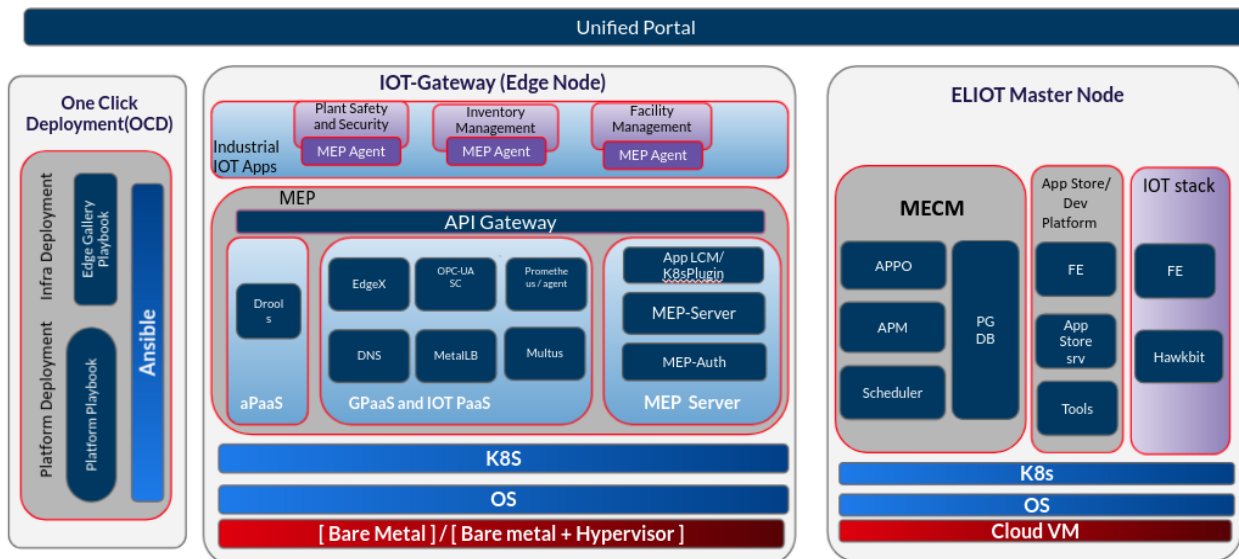 Unified Portal
One Click
Deployment(OCD)
Infra Deployment
Edge Gallery
Playbook
Platform Deployment
Platform Playbook
Ansible
IOT-Gateway (Edge Node)
Industrial
IOT Apps
Plant Safety
and Security
MEP Agent
Inventory
Management
MEP Agent
Facility
Management
MEP Agent
MEP
API Gateway
Drool
s
aPaaS
EdgeX
OPC-UA
SC
Promethe
us / agent
DNS
MetalLB
Multus
GPaaS and IOT PaaS
App LCM/
K8sPlugin
MEP-Server
MEP-Auth
MEP Server
K8S
OS
[ Bare Metal ] / [ Bare metal + Hypervisor ]
ELIOT Master Node
MECM
APPO
APM
Scheduler
PG
DB
App Store/
Dev
Platform
FE
App
Store
srv
Tools
IOT stack
FE
Hawkbit
K8s
OS
Cloud VM